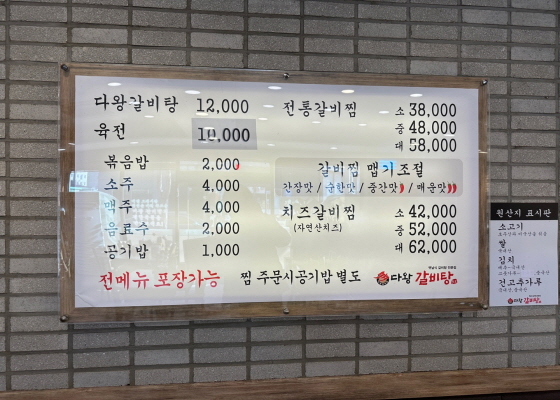 다왕갈비탕 12,000
육전 10,000
볶음밥 2,000
소주 4,000
맥주 4,000
음료수 2,000
공기밥 1,000
전통갈비찜 소 38,000
중 48,000
대 58,000
갈비찜 맵기조절
간장맛 / 순한맛 / 중간맛 / 매운맛
치즈갈비찜 소 42,000
(자연산치즈) 중 52,000
대 62,000
전메뉴 포장가능 찜 주문시공기밥 별도 다왕 갈비탕
원산지 표시판
소고기
쌀
김치
건고추가루
다왕 갈비탕